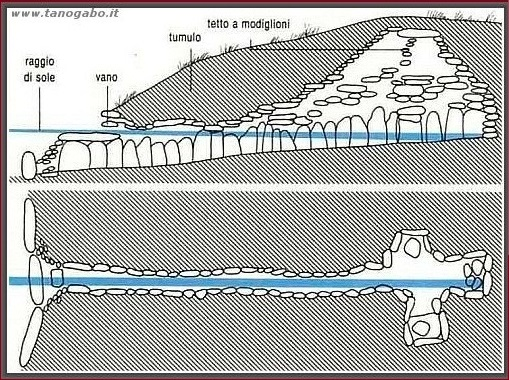 www.tanogabo.it
tetto a modiglioni
tumulo
raggio
di sole
vano